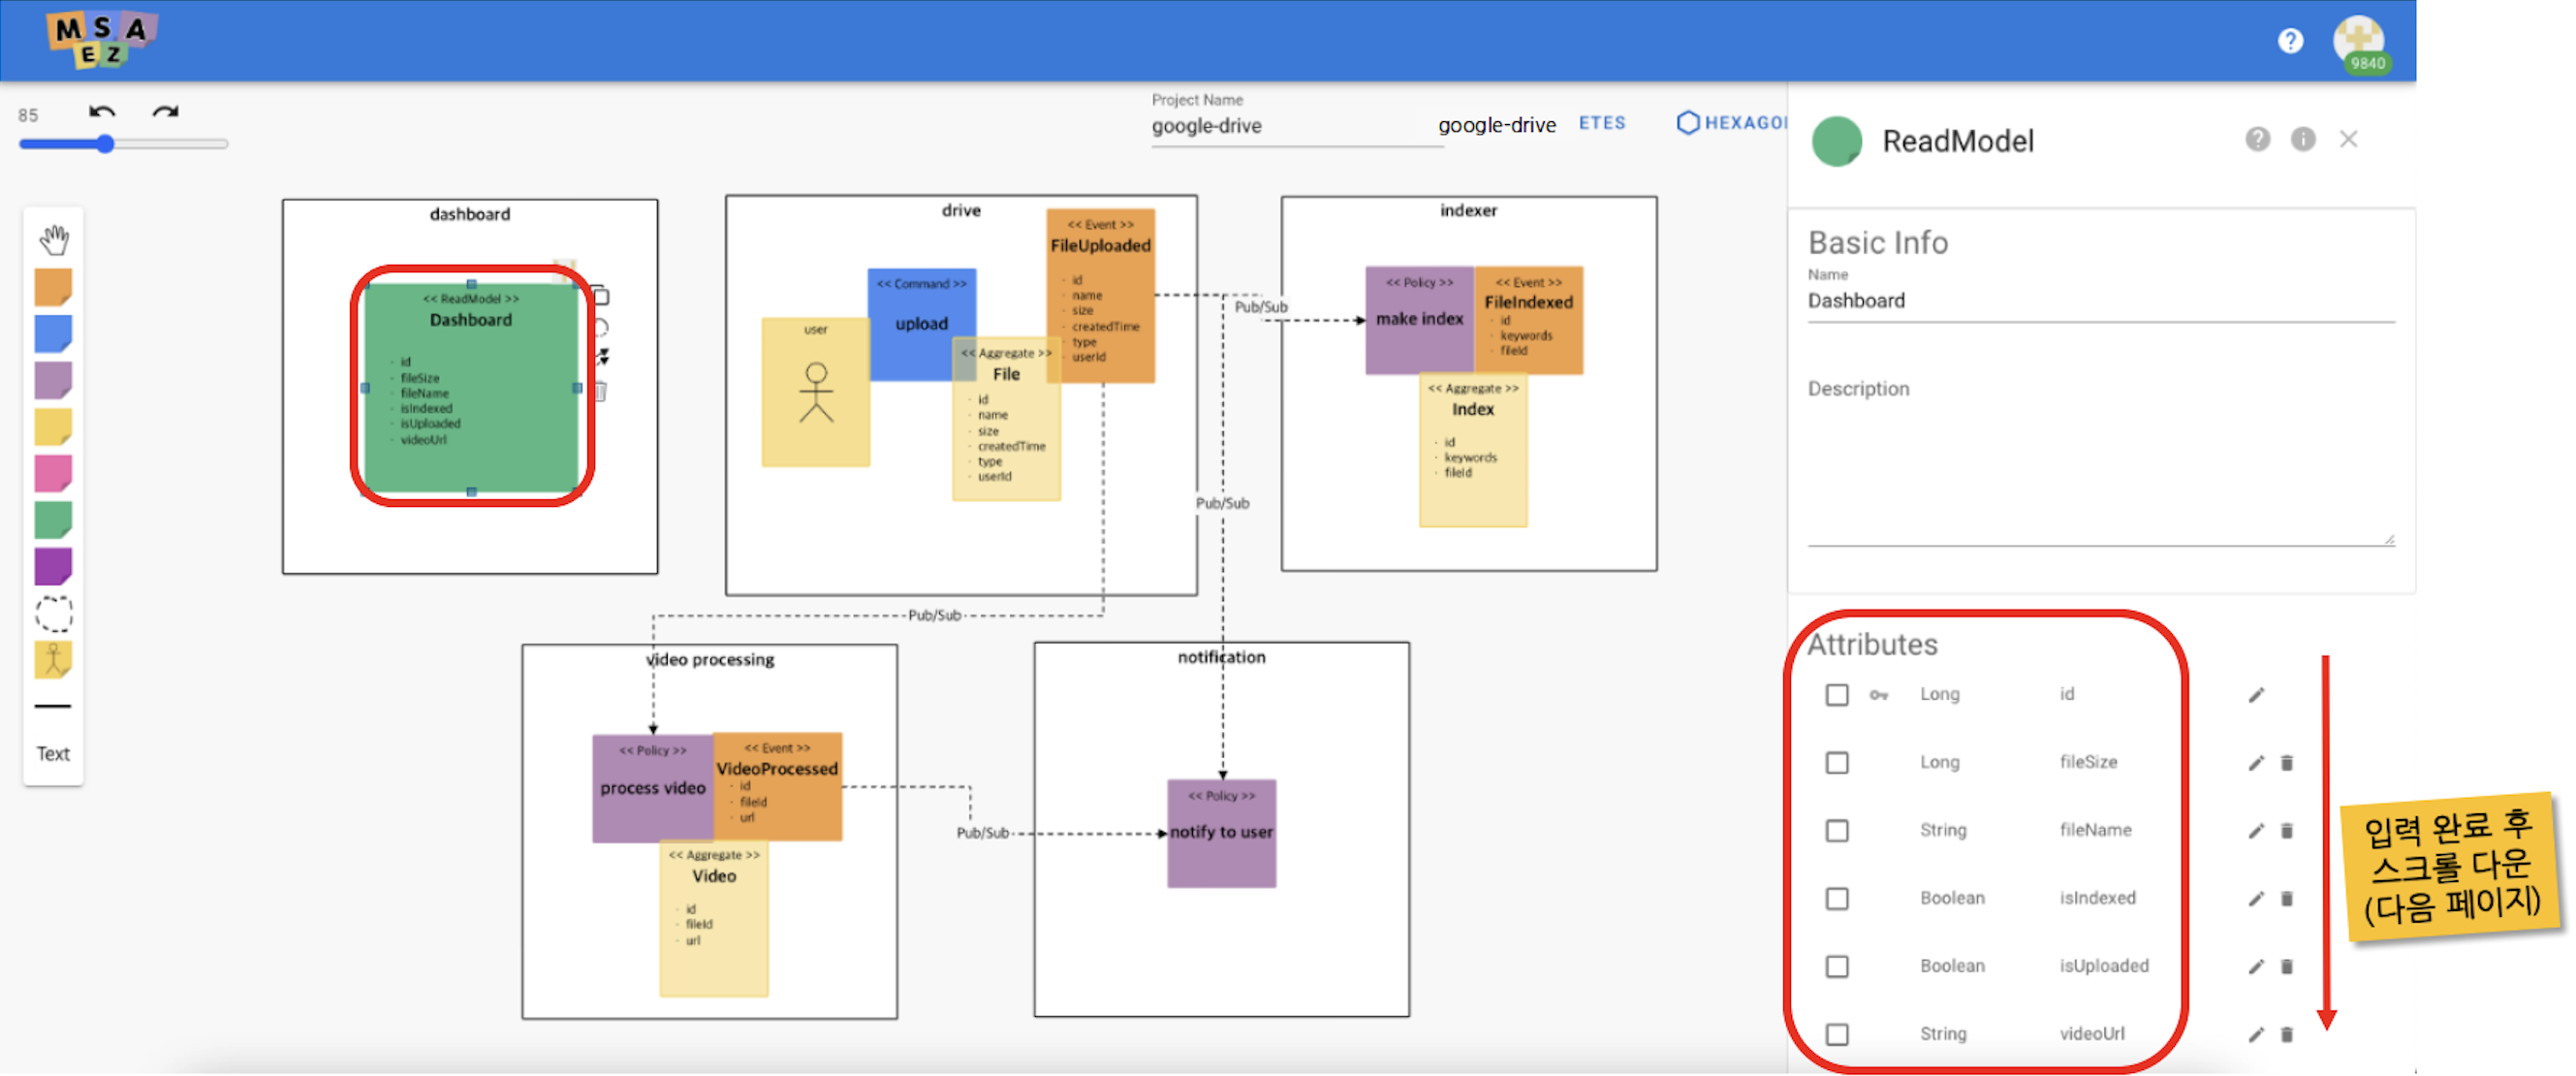 M S A
E Z
9840
85
Project Name
google-drive
google-drive
ETES
HEXAGO
dashboard
<< ReadModel >>
Dashboard
· id
· fileSize
· fileName
· isIndexed
· isUploaded
· videoUrl
drive
user
<< Command >>
upload
<< Event >>
FileUploaded
· id
· name
· size
· createdTime
· type
· userId
<< Aggregate >>
File
· id
· name
· size
· createdTime
· type
· userId
Pub/Sub
Pub/Sub
Pub/Sub
indexer
<< Policy >>
make index
<< Event >>
FileIndexed
· id
· keywords
· fileId
<< Aggregate >>
Index
· id
· keywords
· fileId
video processing
<< Policy >>
process video
<< Event >>
VideoProcessed
· id
· fileId
· url
<< Aggregate >>
Video
· id
· fileId
· url
Pub/Sub
notification
<< Policy >>
notify to user
Text
ReadModel
Basic Info
Name
Dashboard
Description
Attributes
Long id
Long fileSize
String fileName
Boolean isIndexed
Boolean isUploaded
String videoUrl
입력 완료 후
스크롤 다운
(다음 페이지)